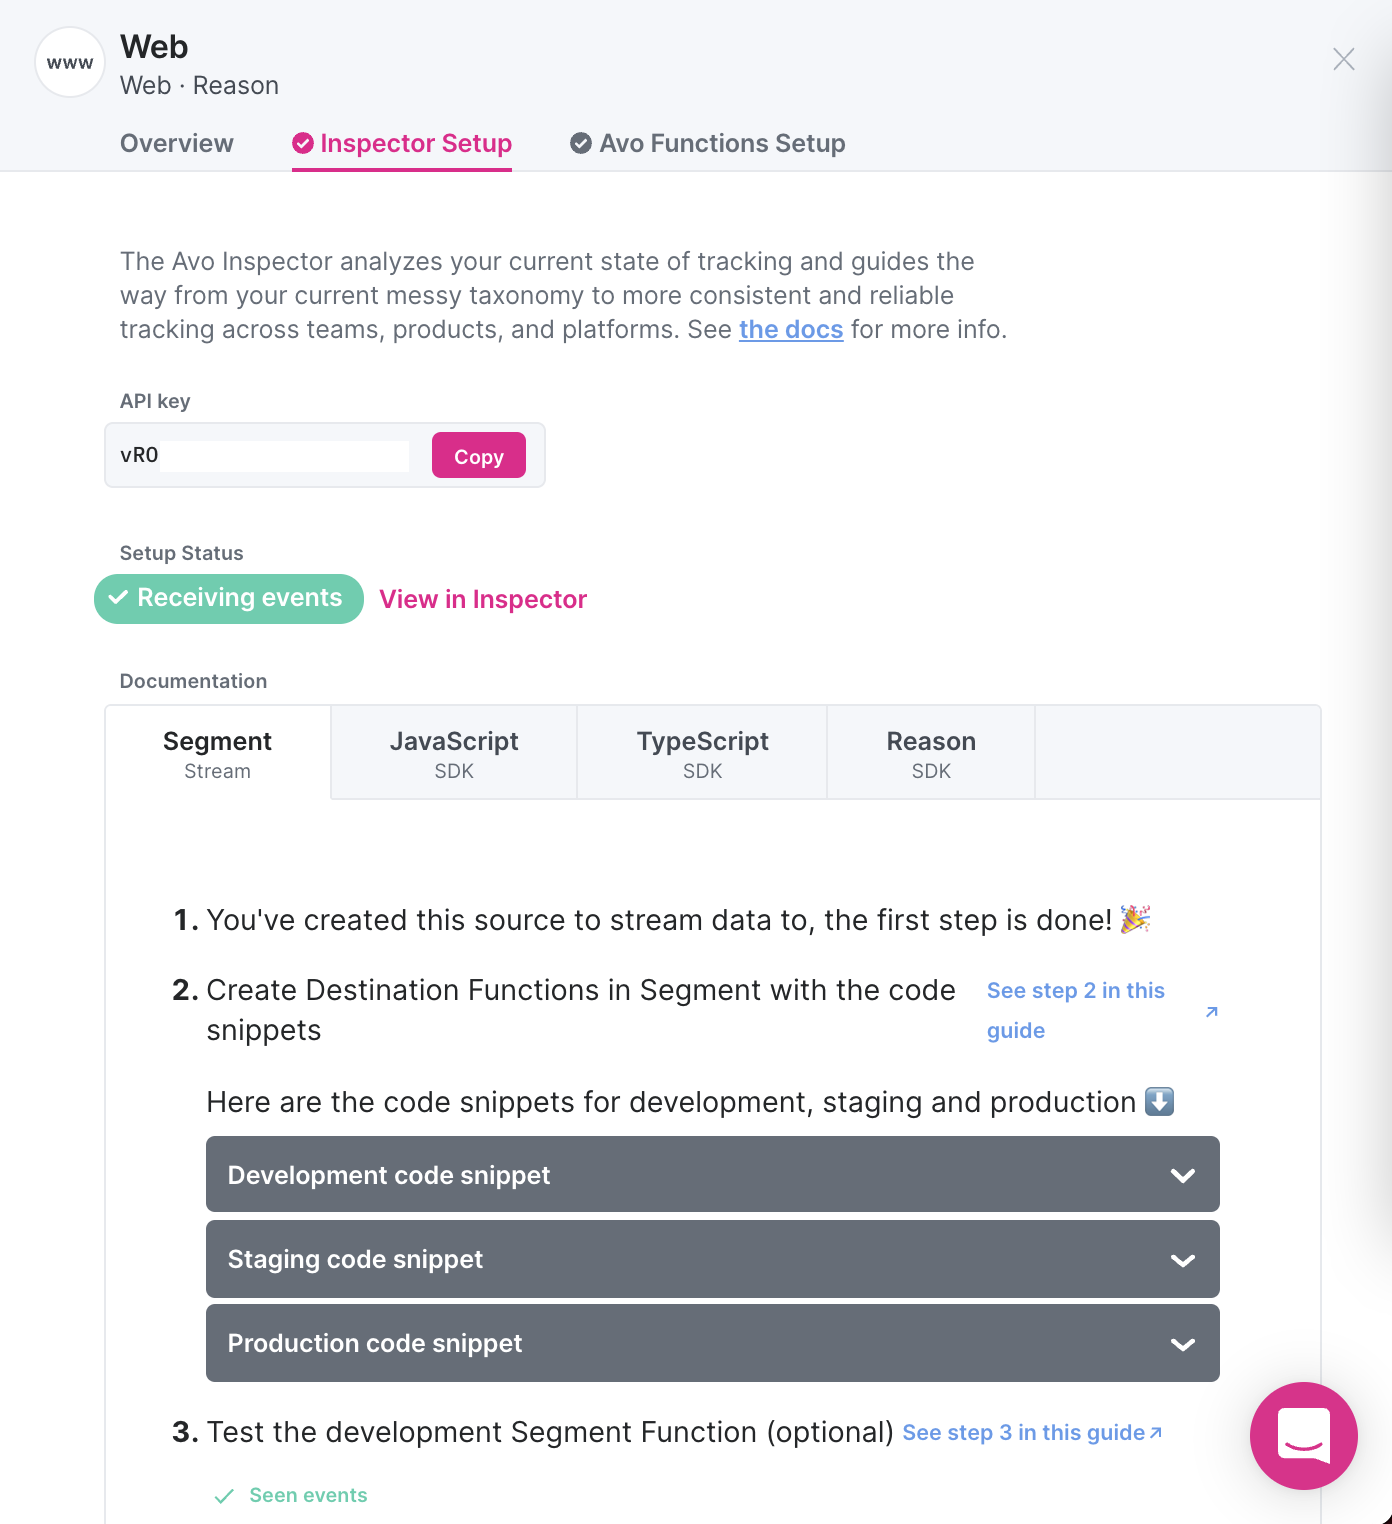 www
Web
Web · Reason
Overview
Inspector Setup
Avo Functions Setup
The Avo Inspector analyzes your current state of tracking and guides the
way from your current messy taxonomy to more consistent and reliable
tracking across teams, products, and platforms. See the docs for more info.
API key
vR0
Copy
Setup Status
Receiving events
View in Inspector
Documentation
Segment
Stream
JavaScript
SDK
TypeScript
SDK
Reason
SDK
1. You've created this source to stream data to, the first step is done! 🎉
2. Create Destination Functions in Segment with the code
snippets
See step 2 in this
guide
Here are the code snippets for development, staging and production ⬇️
Development code snippet
Staging code snippet
Production code snippet
3. Test the development Segment Function (optional) See step 3 in this guide
Seen events